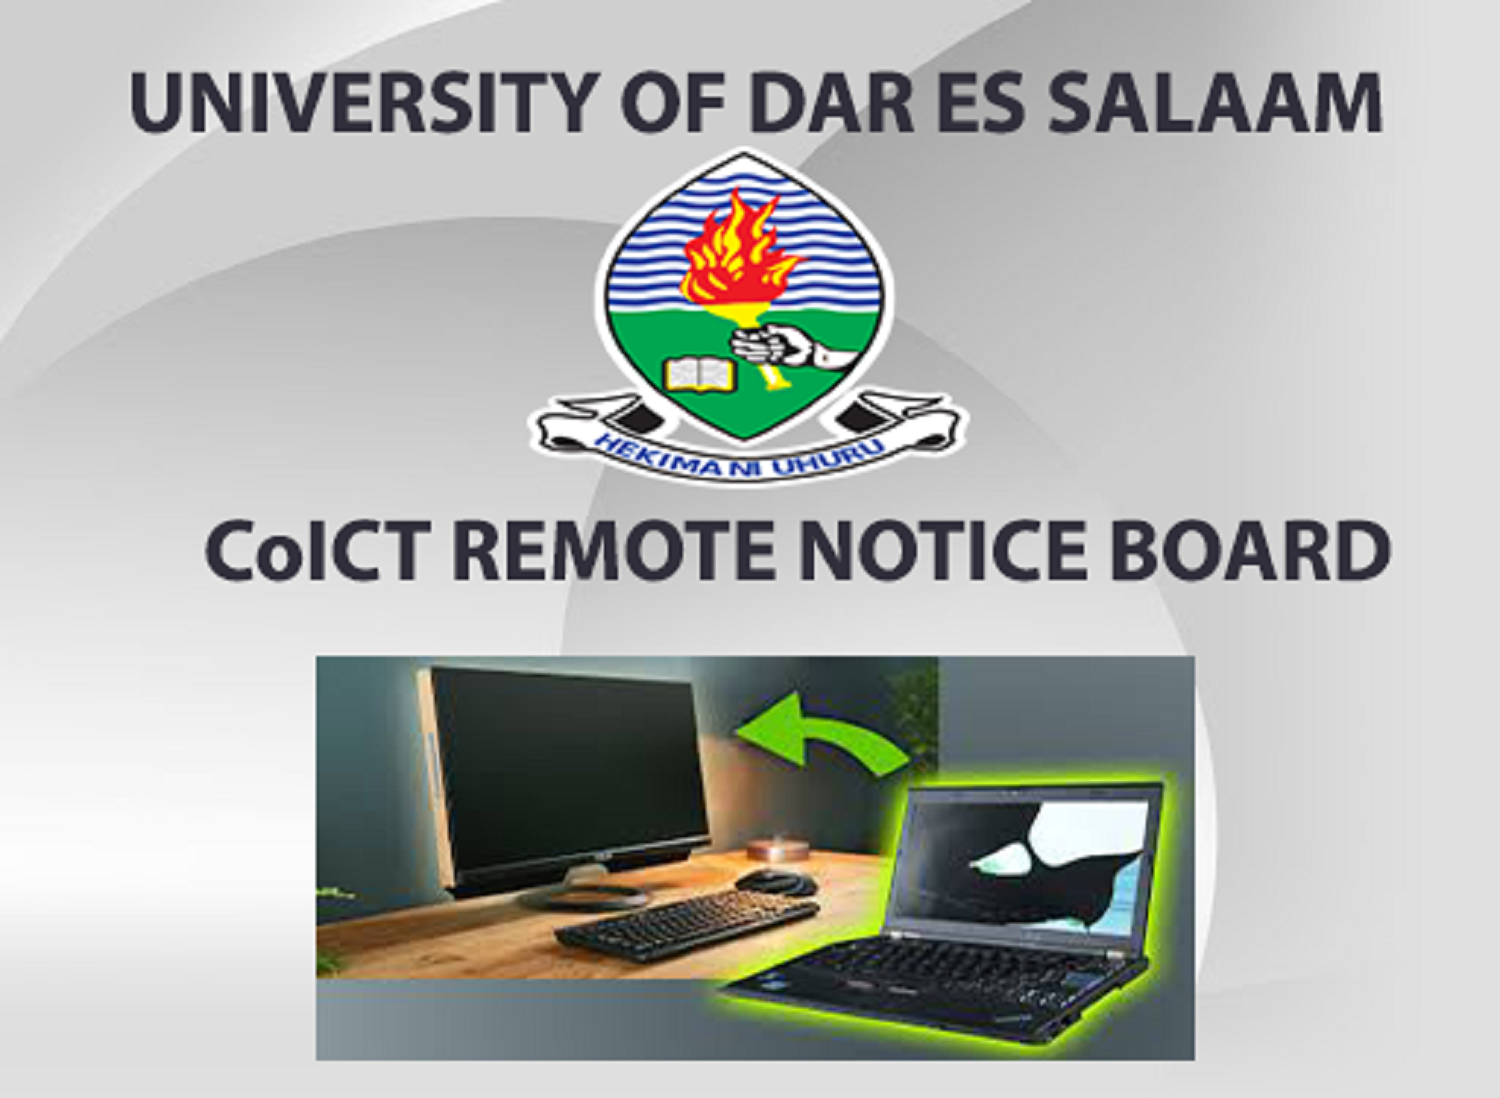 UNIVERSITY OF DAR ES SALAAM
HEKIMA NI UHURU
CoICT REMOTE NOTICE BOARD